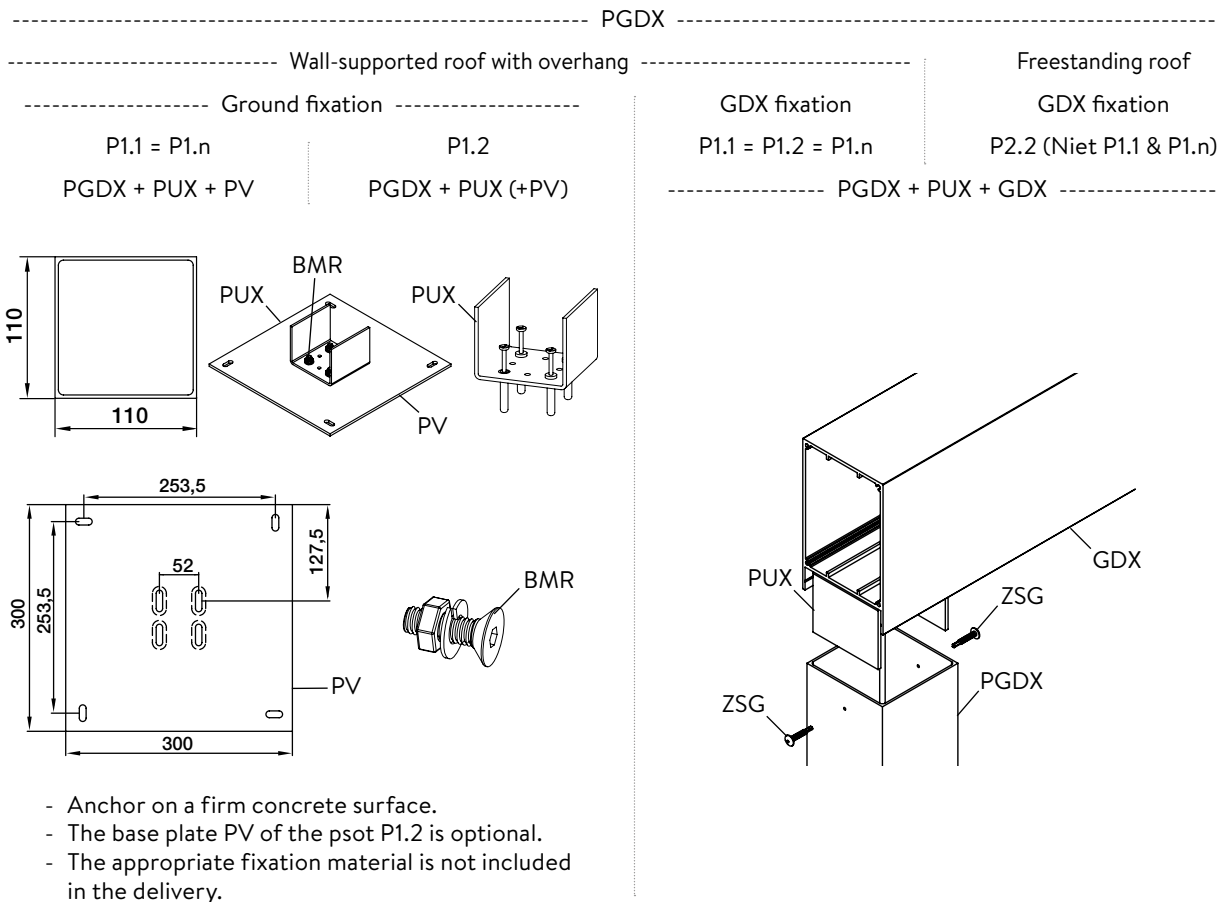 PGDX
Wall-supported roof with overhang
Freestanding roof
Ground fixation
GDX fixation
GDX fixation
P1.1 = P1.n
P1.2
P1.1 = P1.2 = P1.n
P2.2 (Niet P1.1 & P1.n)
PGDX + PUX + PV
PGDX + PUX (+PV)
PGDX + PUX + GDX
110
110
BMR
PUX
PV
PUX
253,5
52
127,5
300
253,5
300
PV
BMR
GDX
PUX
ZSG
PGDX
ZSG
- Anchor on a firm concrete surface.
- The base plate PV of the psot P1.2 is optional.
- The appropriate fixation material is not included
in the delivery.